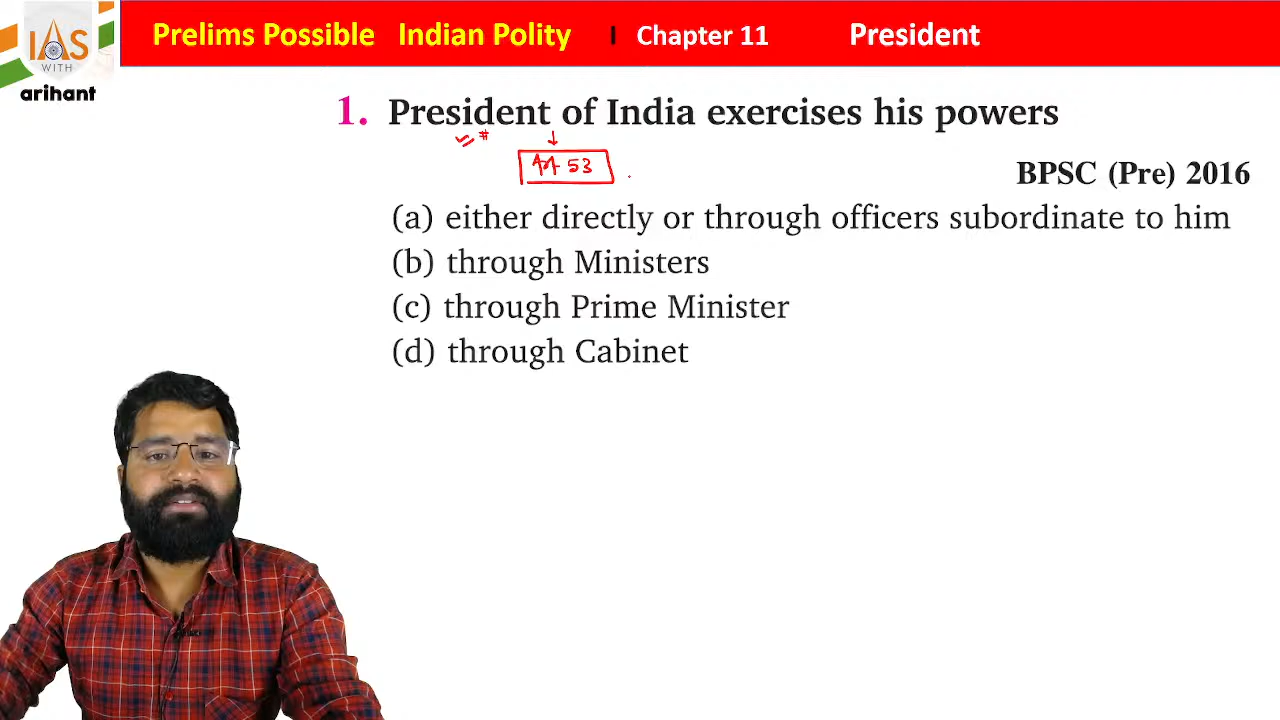 IAS
WITH
arihant
Prelims Possible Indian Polity | Chapter 11 President
1. President of India exercises his powers
Art 53
BPSC (Pre) 2016
(a) either directly or through officers subordinate to him
(b) through Ministers
(c) through Prime Minister
(d) through Cabinet